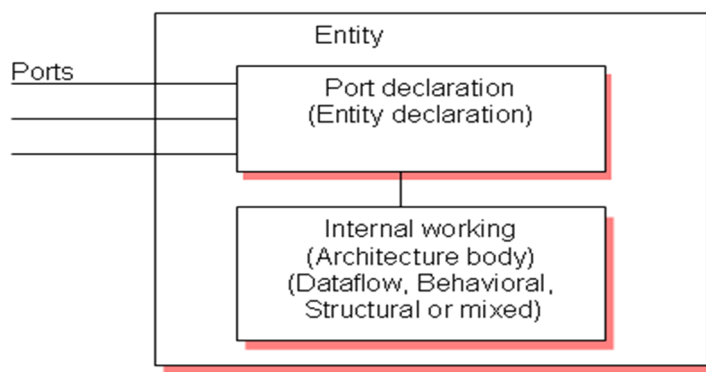 Entity
Ports
Port declaration
(Entity declaration)
Internal working
(Architecture body)
(Dataflow, Behavioral,
Structural or mixed)